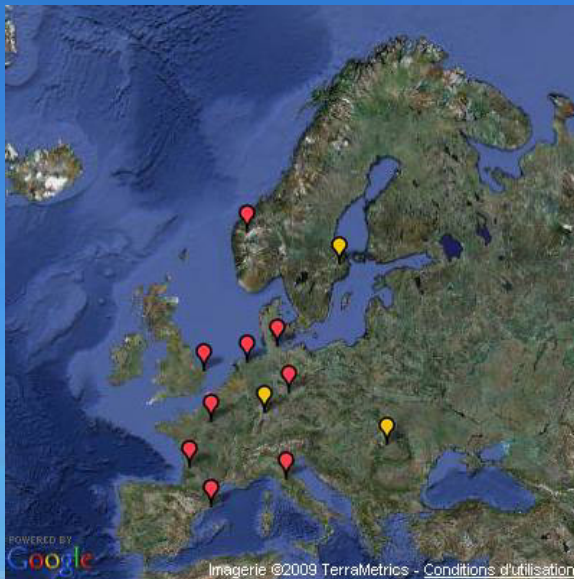 POWERED BY
Google
Imagerie ©2009 TerraMetrics - Conditions d'utilisation